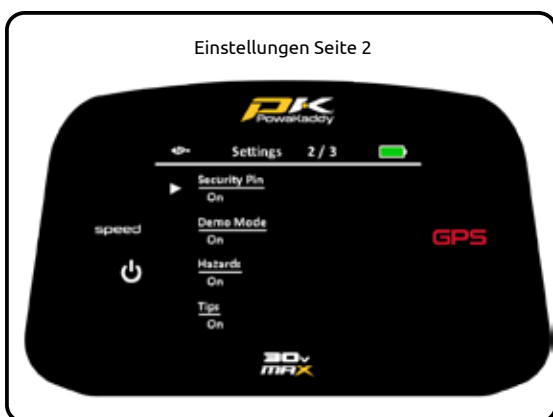 Einstellungen Seite 2
PK
PowaKaddy
Settings 2 / 3
Security Pin
On
Demo Mode
On
speed
GPS
Hazards
On
Tips
On
30v
MAX